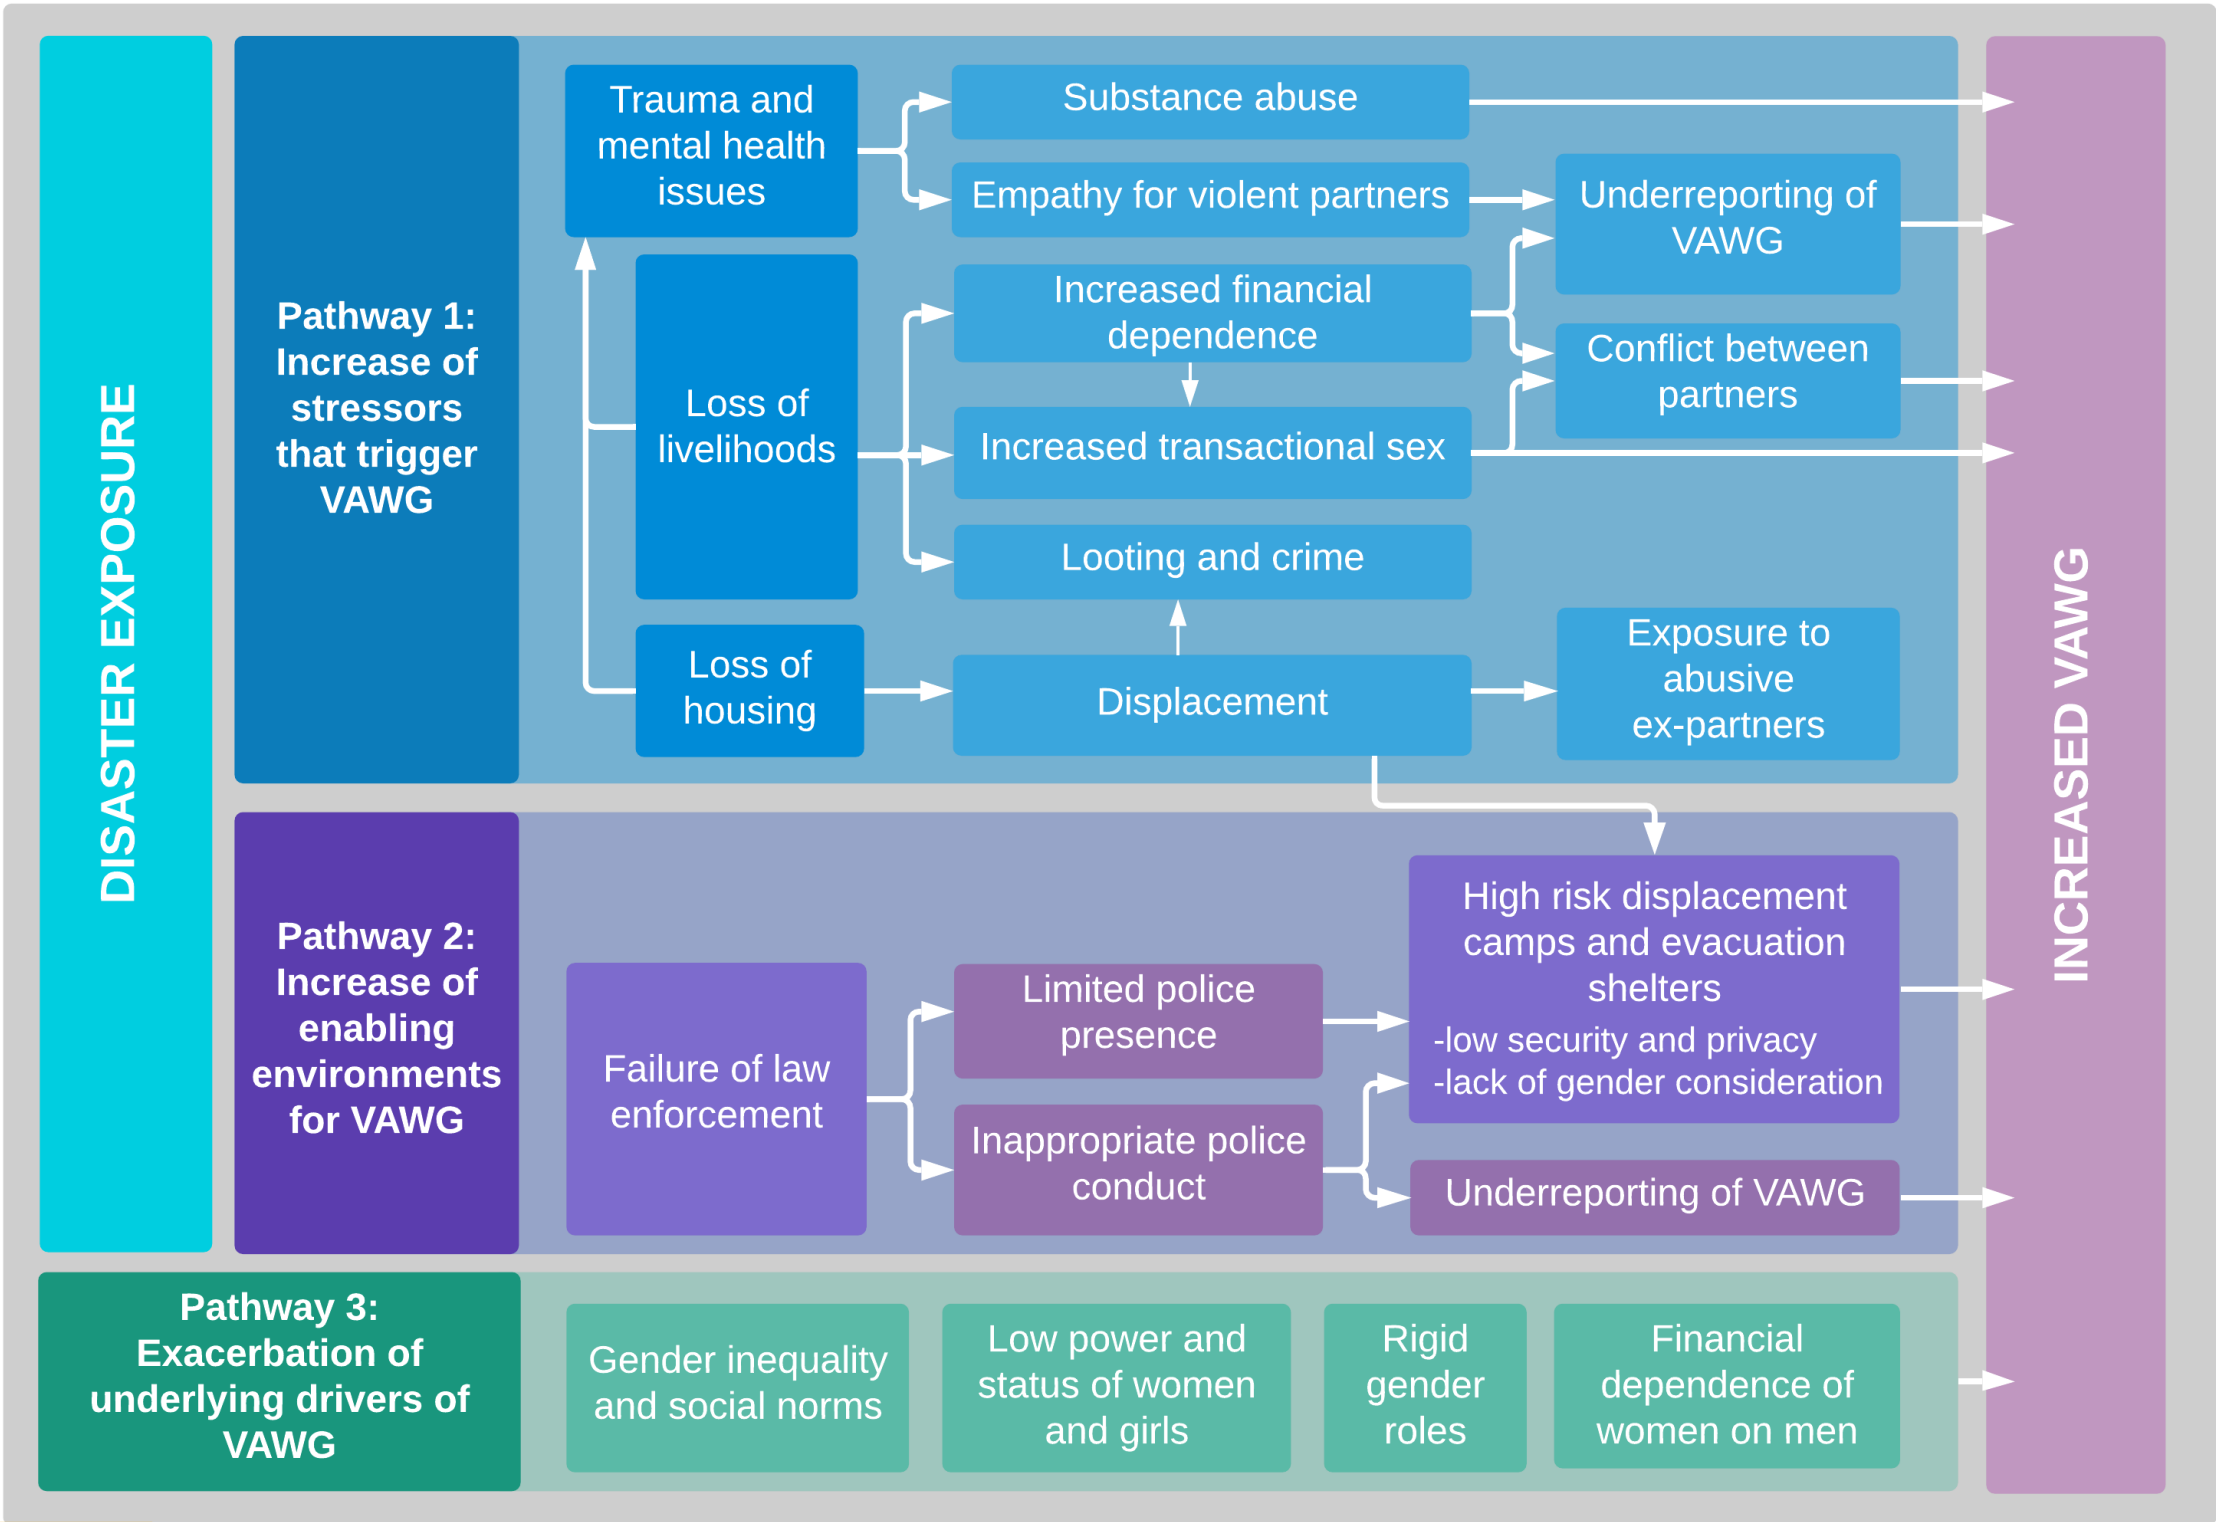 DISASTER EXPOSURE
Pathway 1:
Increase of
stressors
that trigger
VAWG
Trauma and
mental health
issues
Loss of
livelihoods
Loss of
housing
Substance abuse
Empathy for violent partners
Increased financial
dependence
Increased transactional sex
Looting and crime
Displacement
Underreporting of
VAWG
Conflict between
partners
Exposure to
abusive
ex-partners
Pathway 2:
Increase of
enabling
environments
for VAWG
Failure of law
enforcement
Limited police
presence
Inappropriate police
conduct
High risk displacement
camps and evacuation
shelters
-low security and privacy
-lack of gender consideration
Underreporting of VAWG
Pathway 3:
Exacerbation of
underlying drivers of
VAWG
Gender inequality
and social norms
Low power and
status of women
and girls
Rigid
gender
roles
Financial
dependence of
women on men
INCREASED VAWG